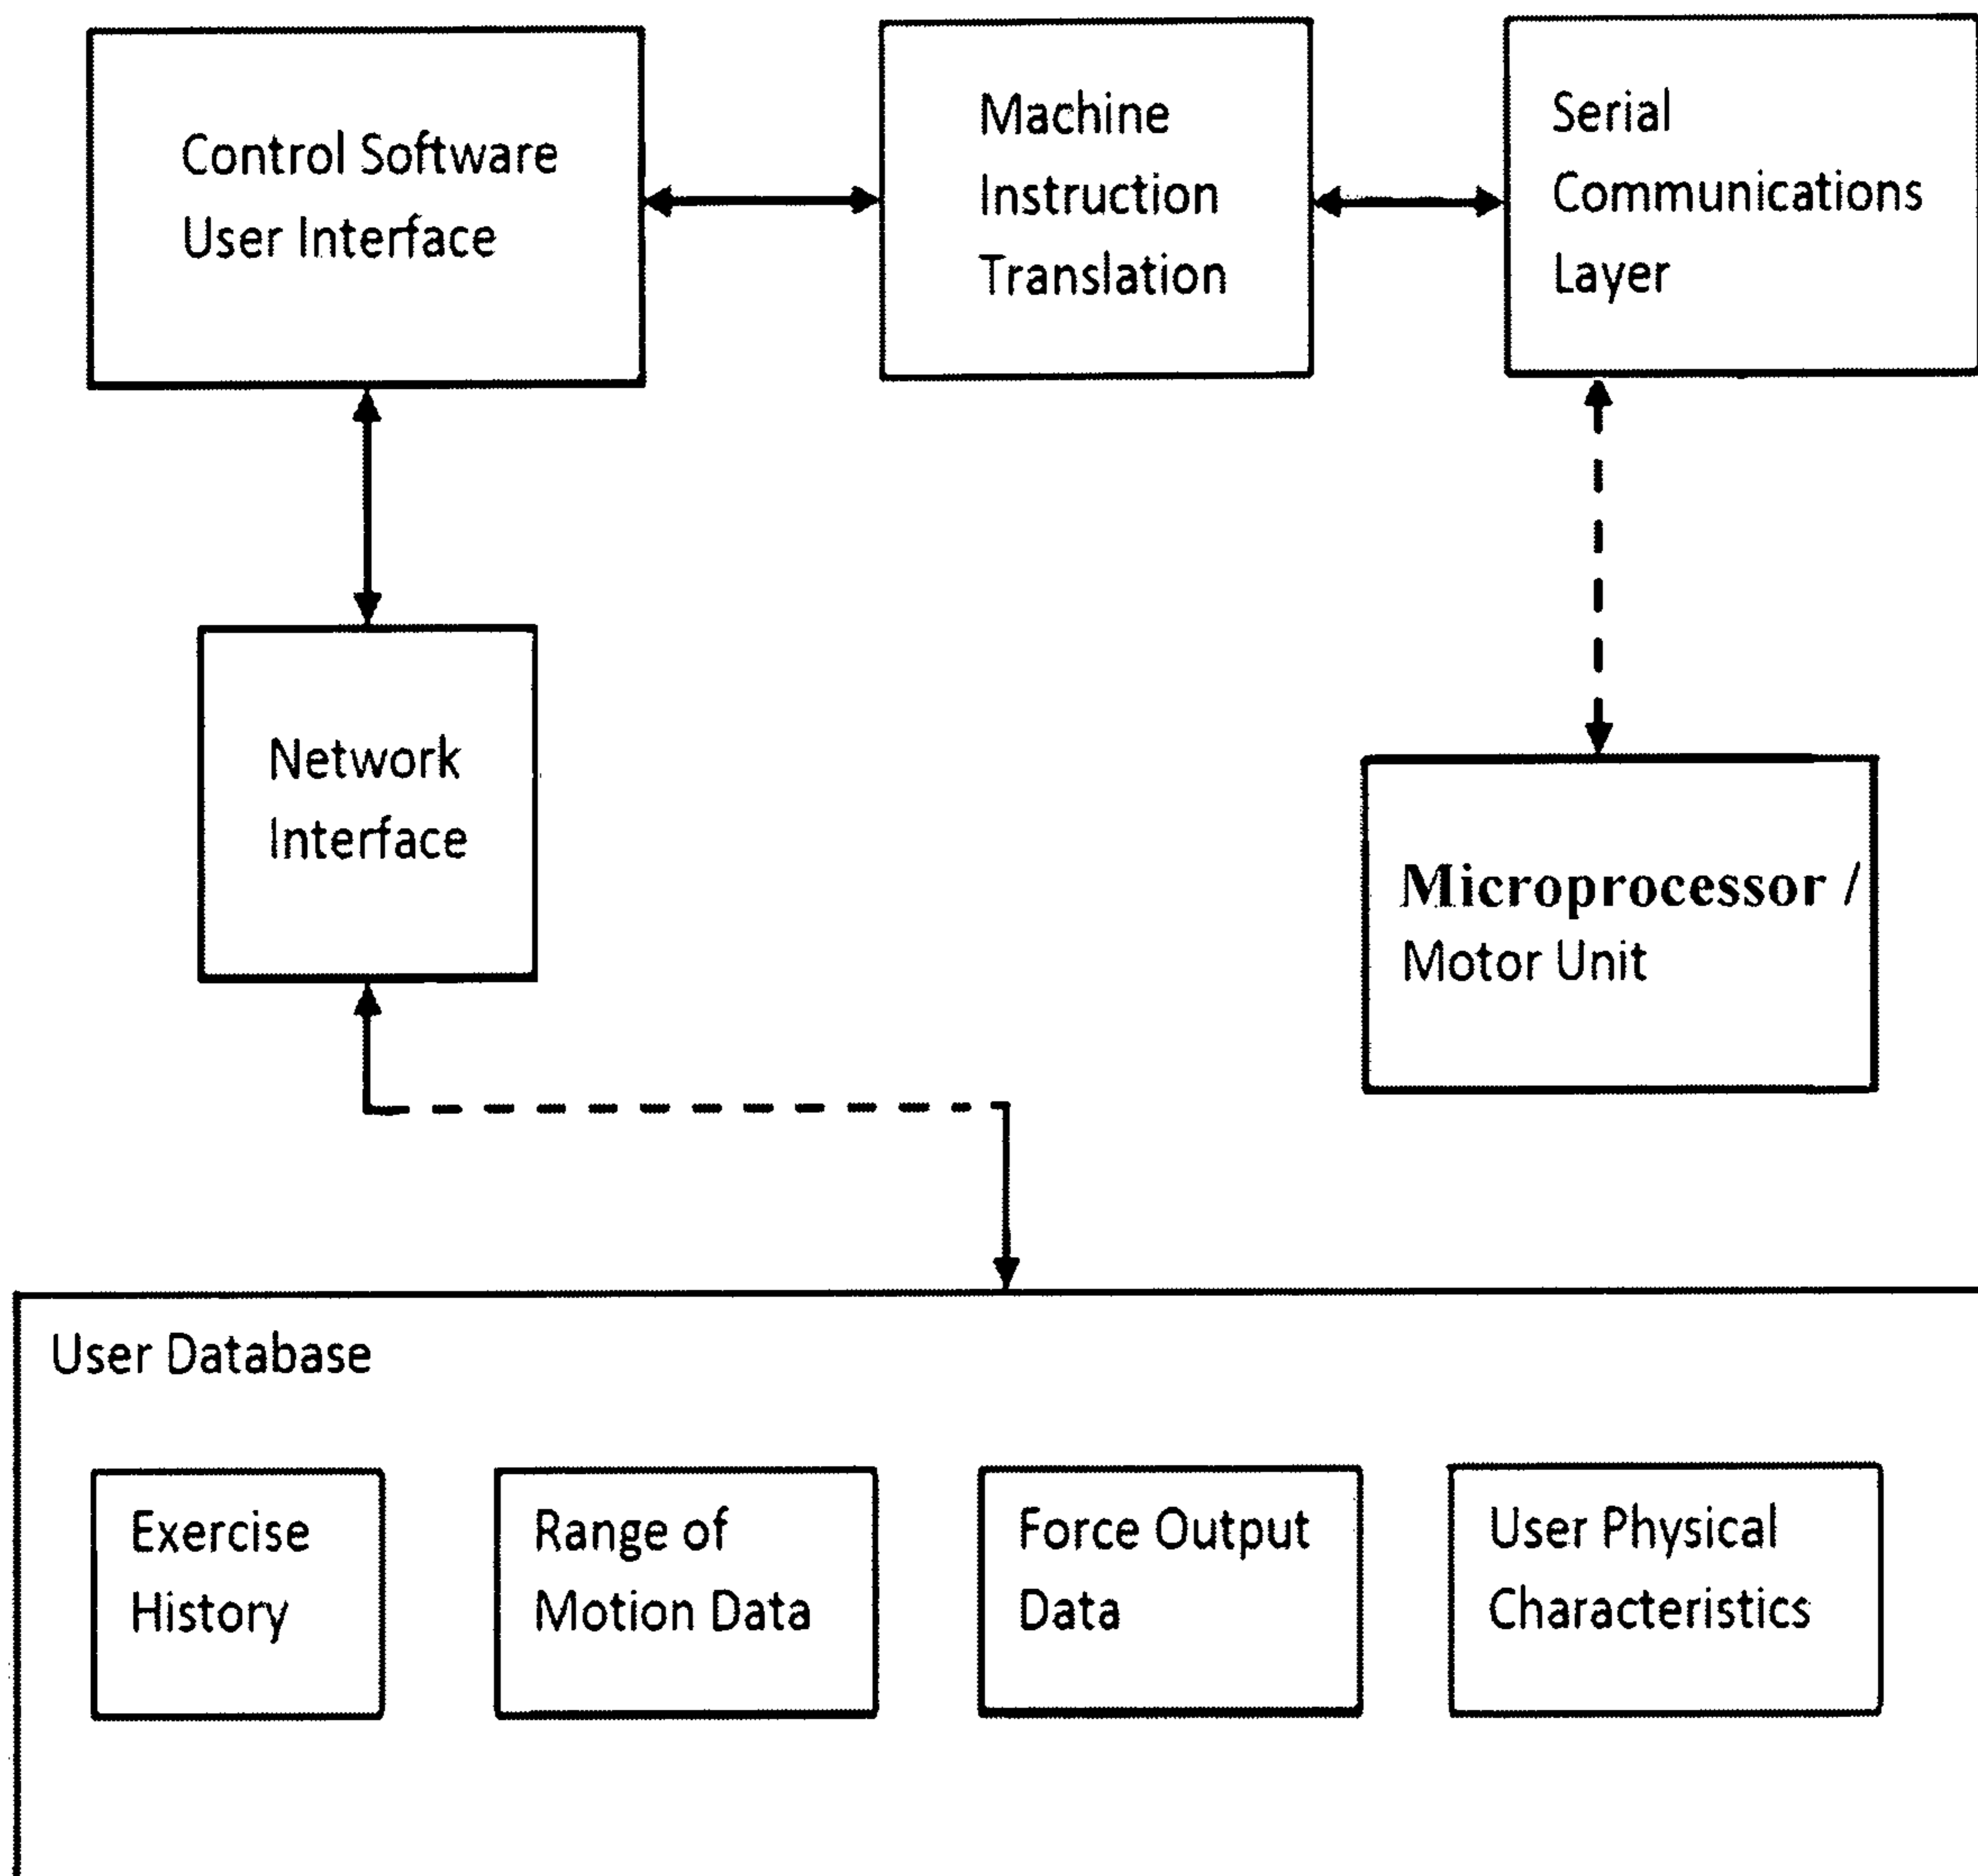 Control Software
User Interface
Machine
Instruction
Translation
Serial
Communications
Layer
Network
Interface
Microprocessor /
Motor Unit
User Database
Exercise
History
Range of
Motion Data
Force Output
Data
User Physical
Characteristics